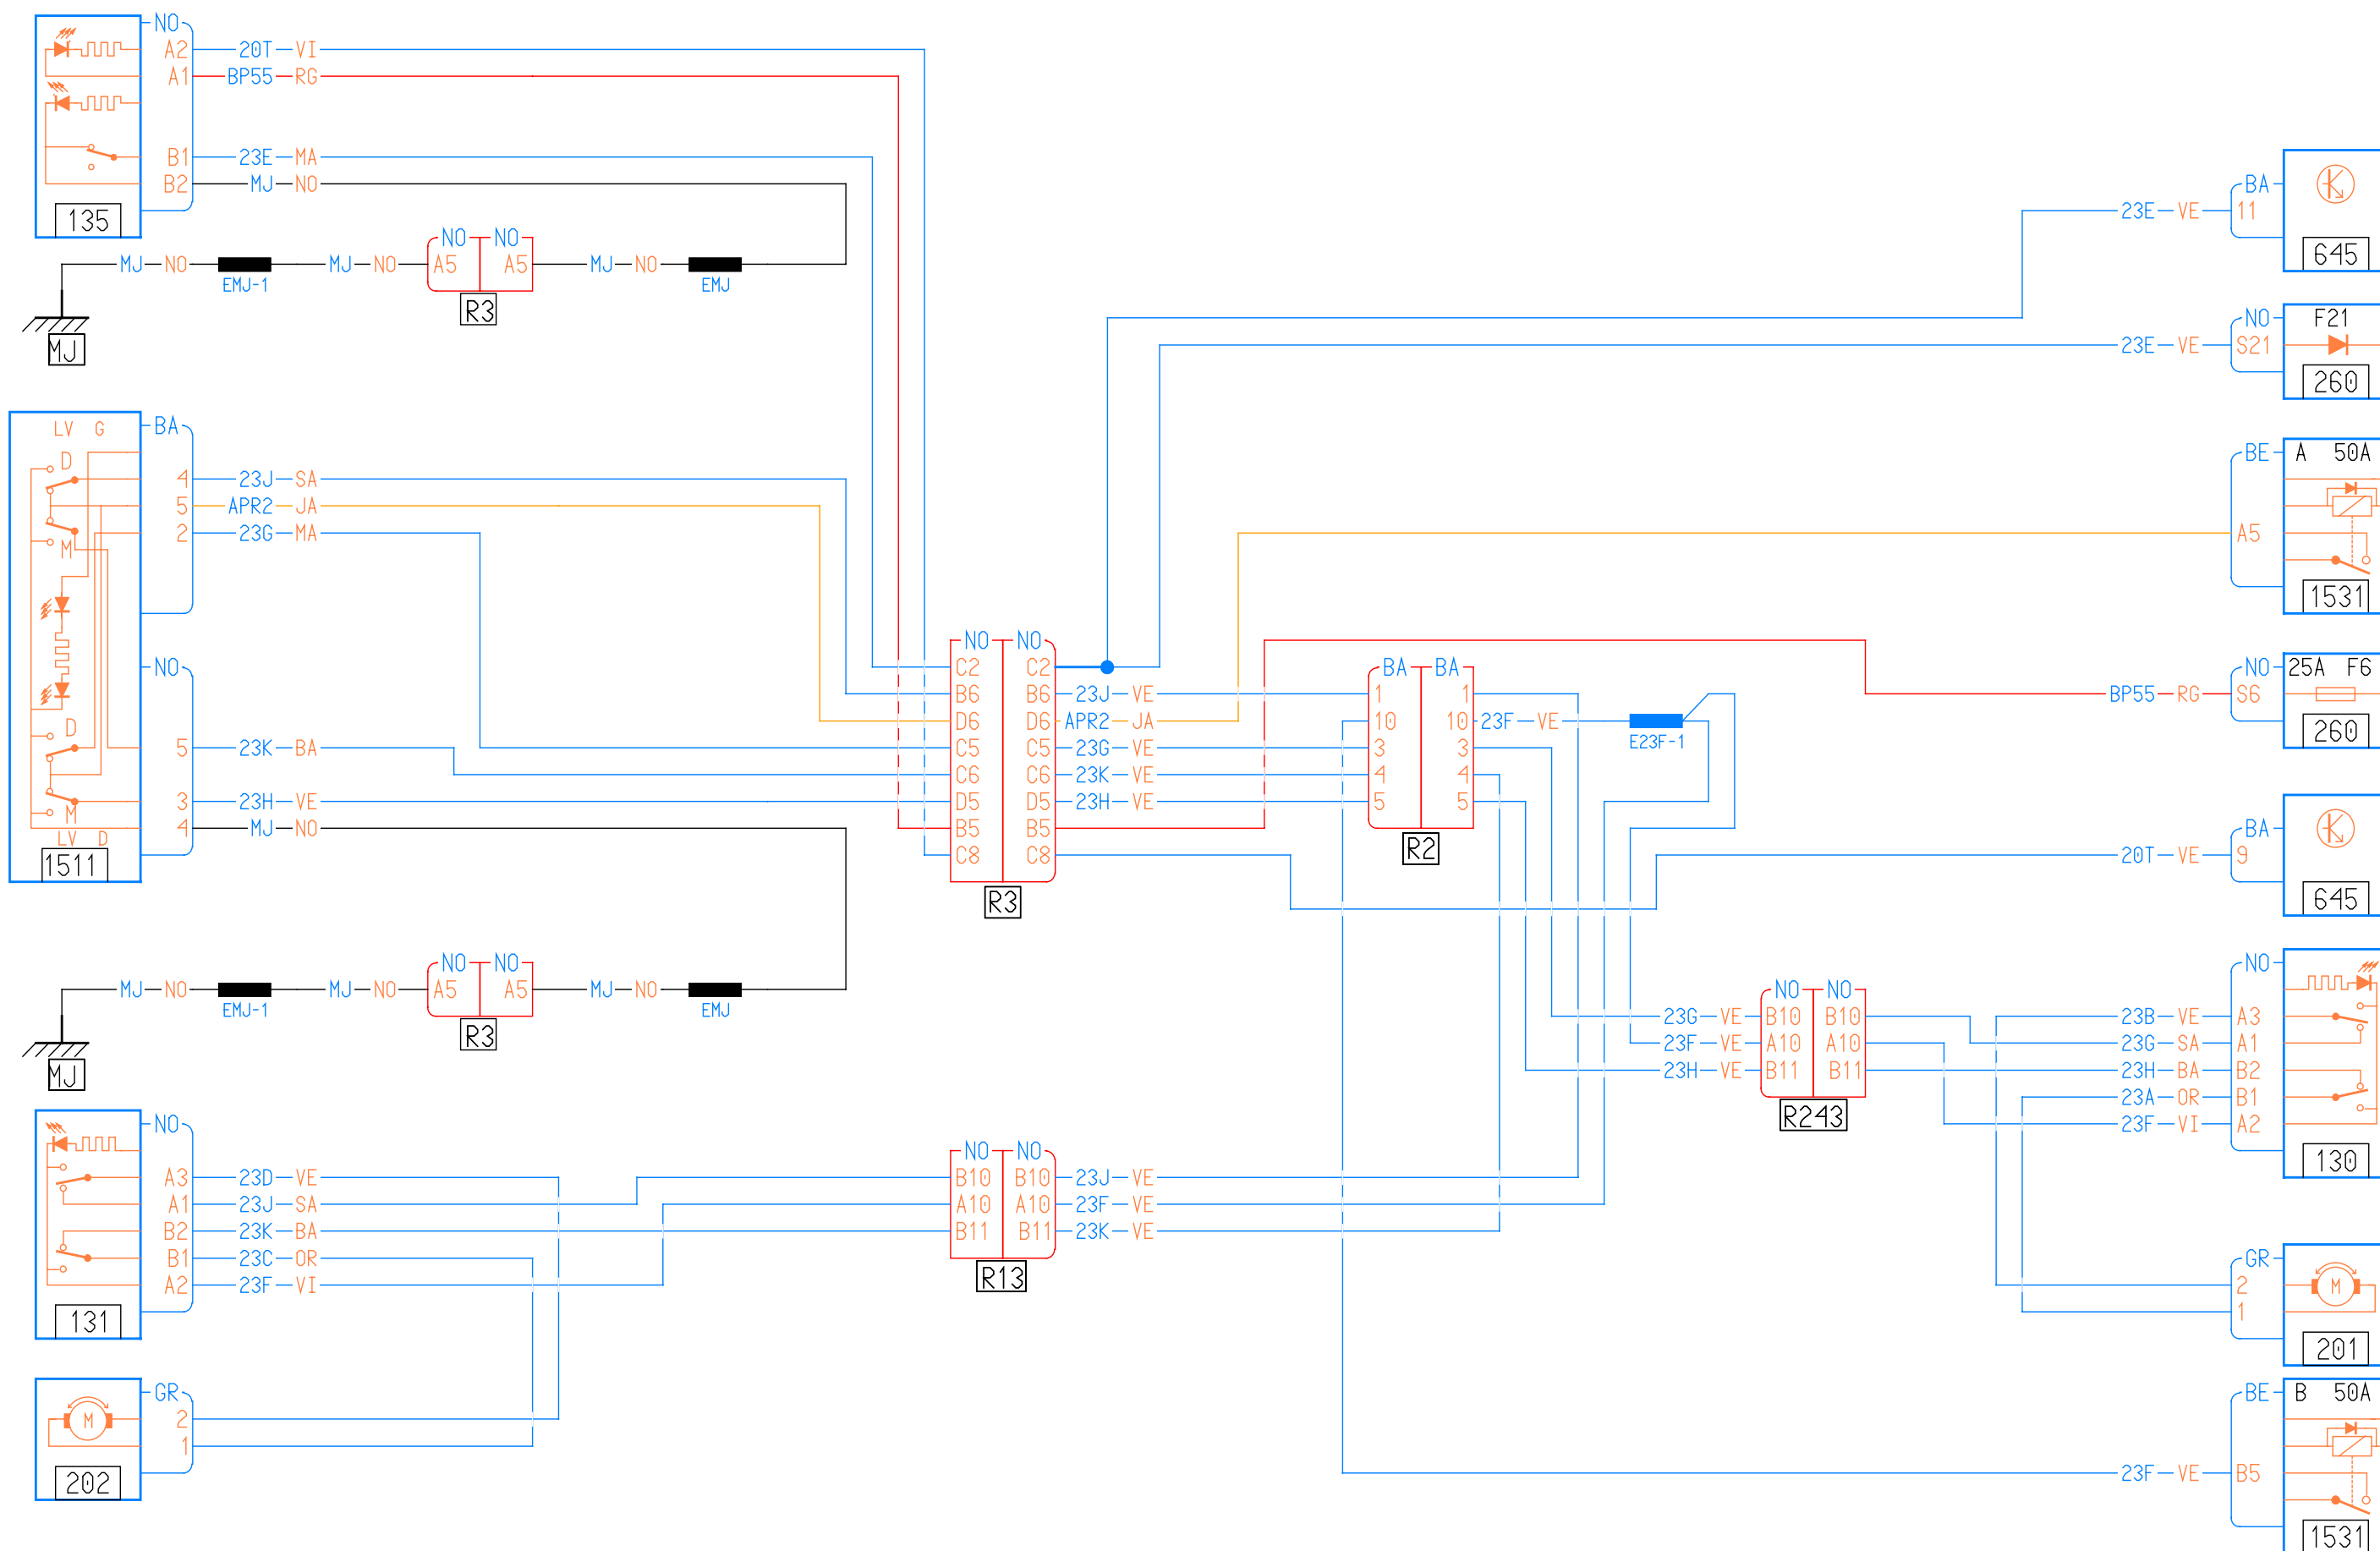 NO
A2 20T VI
A1 BP55 RG
B1 23E MA
B2 MJ NO
135
MJ NO EMJ-1 MJ NO
NO NO
A5 A5
R3
MJ NO EMJ
MJ
LV G
BA
D
4 23J SA
5 APR2 JA
2 23G MA
M
NO
D
5 23K BA
3 23H VE
M
4 MJ NO
LV D
1511
MJ NO EMJ-1 MJ NO
NO NO
A5 A5
R3
MJ NO EMJ
MJ
NO
A3 23D VE
A1 23J SA
B2 23K BA
B1 23C OR
A2 23F VI
131
GR
M
2
1
202
NO NO
C2 C2
B6 B6 23J VE
D6 D6 APR2 JA
C5 C5 23G VE
C6 C6 23K VE
D5 D5 23H VE
B5 B5
C8 C8
R3
NO NO
B10 B10 23J VE
A10 A10 23F VE
B11 B11 23K VE
R13
BA BA
1 1
10 10 23F VE
3 3
4 4
5 5
R2
E23F-1
NO NO
23G VE B10 B10
23F VE A10 A10
23H VE B11 B11
R243
BA
23E VE 11
645
NO F21
23E VE S21
260
BE A 50A
A5
1531
NO 25A F6
BP55 RG S6
260
BA
20T VE 9
645
NO
23B VE A3
23G SA A1
23H BA B2
23A OR B1
23F VI A2
130
GR
2 M
1
201
BE B 50A
23F VE B5
1531